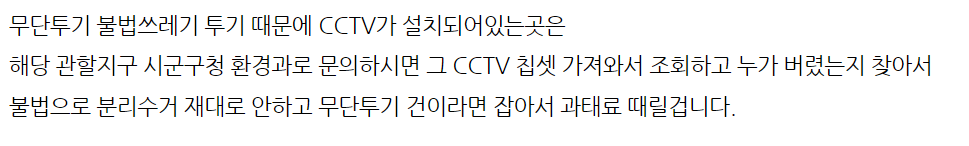 무단투기 불법쓰레기 투기 때문에 CCTV가 설치되어있는곳은
해당 관할지구 시군구청 환경과로 문의하시면 그 CCTV 칩셋 가져와서 조회하고 누가 버렸는지 찾아서
불법으로 분리수거 재대로 안하고 무단투기 건이라면 잡아서 과태료 때릴겁니다.